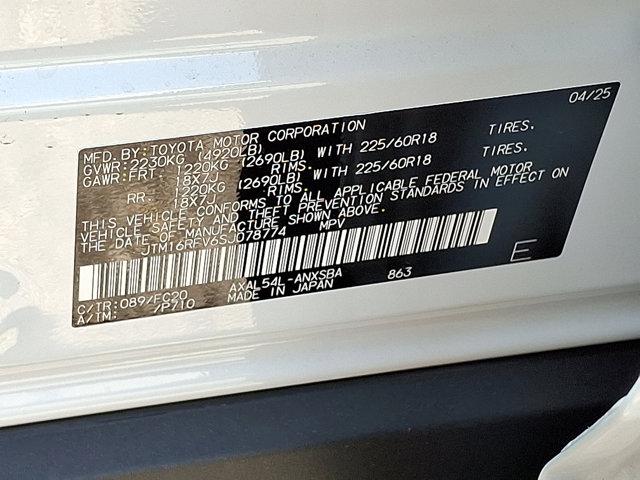 MFD. BY:TOYOTA MOTOR CORPORATION 04/25
GVWR:2230KG (4920LB)
GAWR:FRT: 1220KG (2690LB) WITH 225/60R18 TIRES.
18X7J RIMS.
RR. 1220KG (2690LB) WITH 225/60R18 TIRES.
18X7J RIMS.
THIS VEHICLE CONFORMS TO ALL APPLICABLE FEDERAL MOTOR
VEHICLE SAFETY AND THEFT PREVENTION STANDARDS IN EFFECT ON
THE DATE OF MANUFACTURE SHOWN ABOVE.
JTM16RFV6SJ078774 MPV
C/TR:089/FC20 AXAL54L-ANXSBA 863
A/TM: /P710 MADE IN JAPAN
E